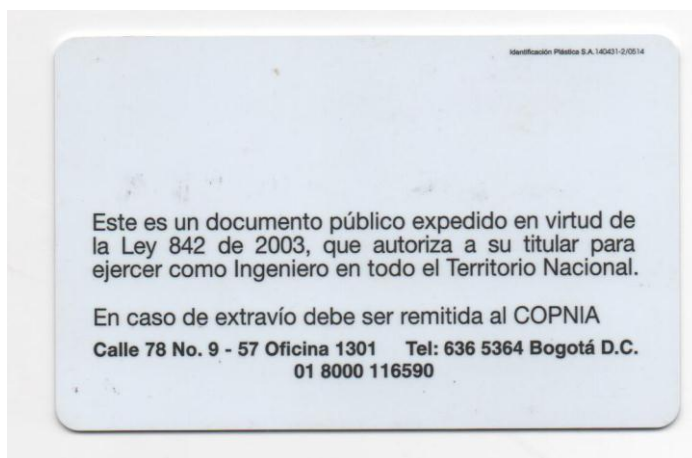 Identificación Plástica S.A.140431-2/0514
Este es un documento público expedido en virtud de
la Ley 842 de 2003, que autoriza a su titular para
ejercer como Ingeniero en todo el Territorio Nacional.
En caso de extravío debe ser remitida al COPNIA
Calle 78 No. 9 - 57 Oficina 1301 Tel: 636 5364 Bogotá D.C.
01 8000 116590